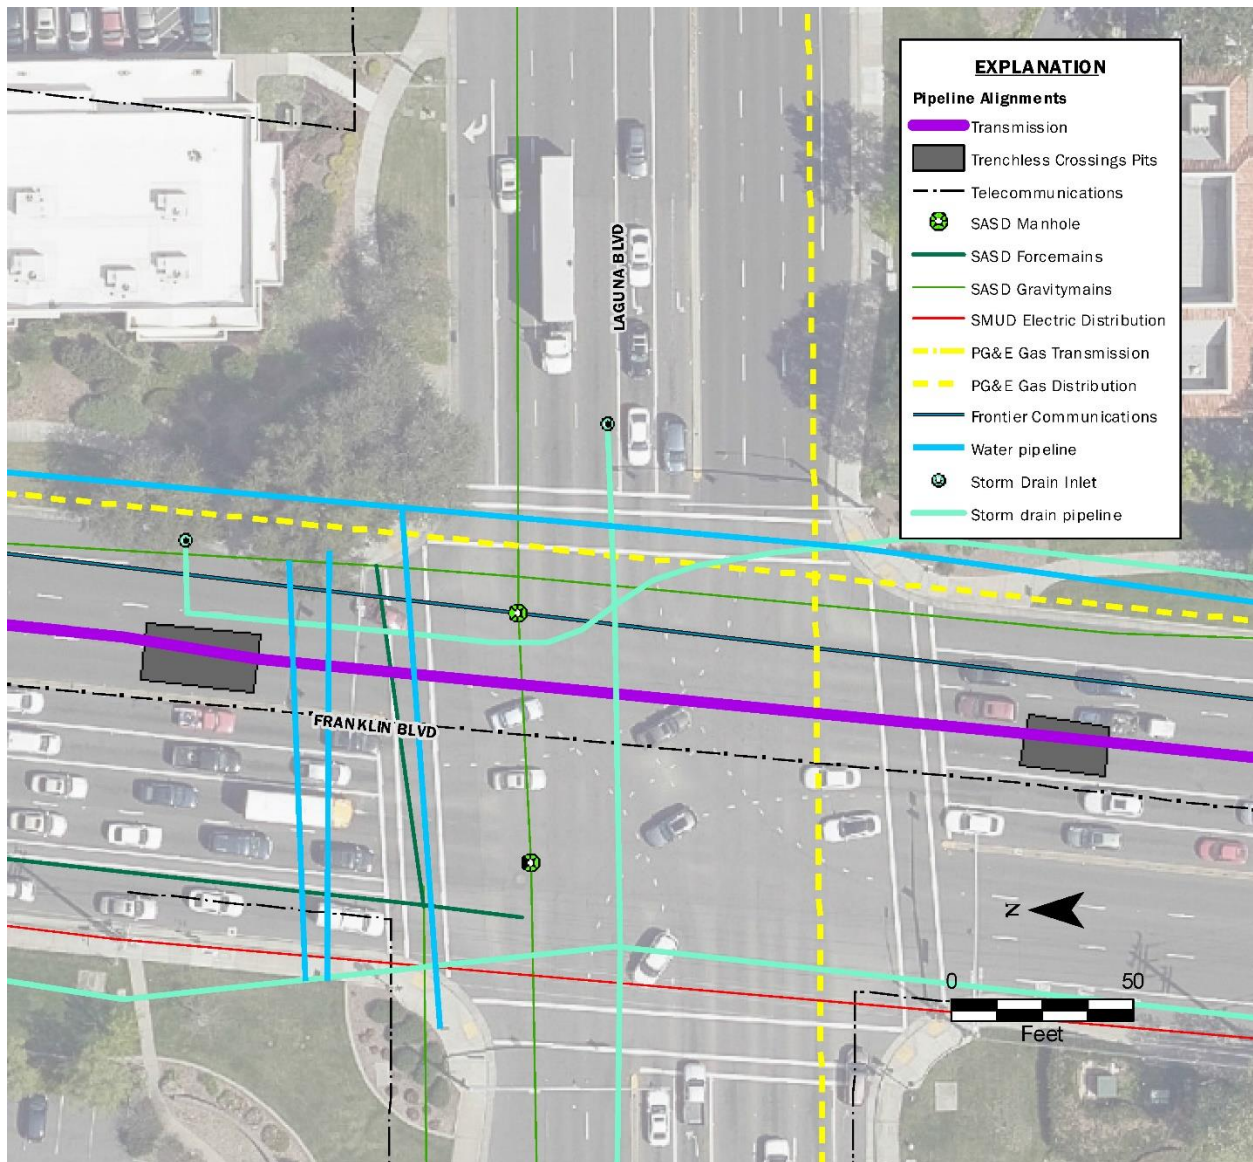 EXPLANATION
Pipeline Alignments
Transmission
Trenchless Crossings Pits
Telecommunications
SASD Manhole
SASD Forcemains
SASD Gravitymains
SMUD Electric Distribution
PG&E Gas Transmission
PG&E Gas Distribution
Frontier Communications
Water pipeline
Storm Drain Inlet
Storm drain pipeline
LAGUNA BLVD
FRANKLIN BLVD
N
0 50
Feet